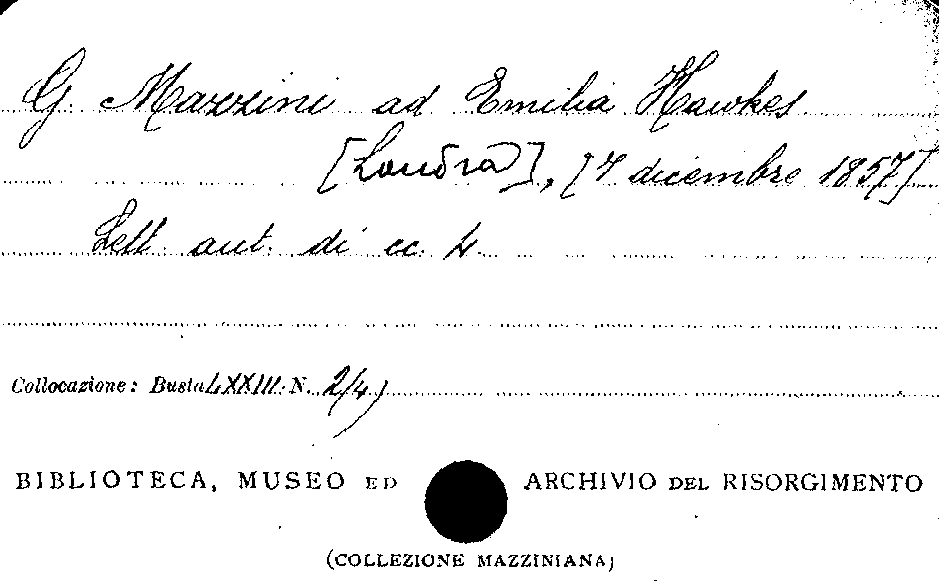 G. Mazzini ad Emilia Hawkes
[Londra], [7 dicembre 1857]
Lett. aut. di cc. 4.
Collocazione: Busta LXXIII N. 2/4)
BIBLIOTECA, MUSEO ED ARCHIVIO DEL RISORGIMENTO
(COLLEZIONE MAZZINIANA)